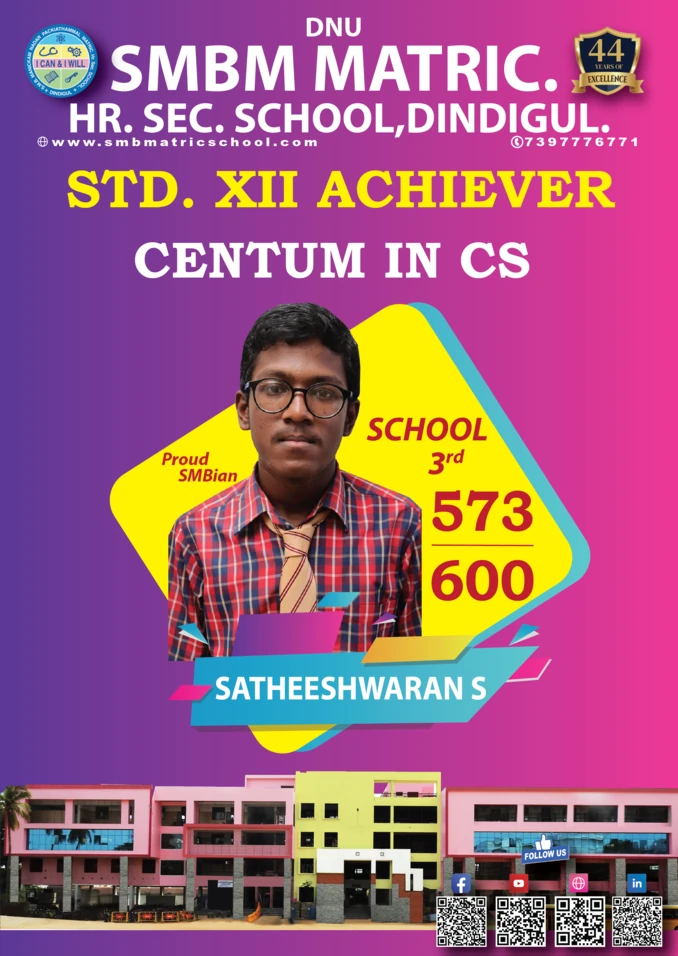 DNU
SMBM MATRIC.
HR. SEC. SCHOOL,DINDIGUL.
www.smbmatricschool.com
7397776771
I CAN & I WILL
DINDIGUL
44
YEARS OF
EXCELLENCE
STD. XII ACHIEVER
CENTUM IN CS
SCHOOL
3rd
Proud
SMBian
573
600
SATHEESHWARAN S
FOLLOW US